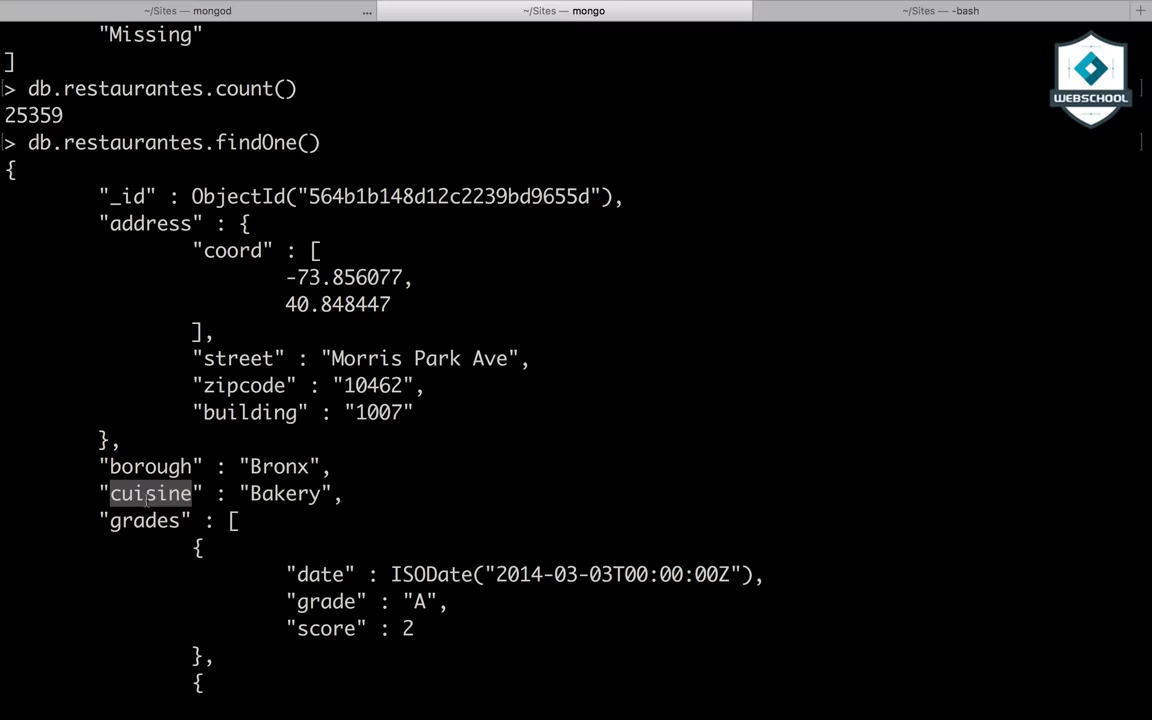 ~/Sites — mongod
...
~/Sites — mongo
~/Sites — -bash
+
"Missing"
]
> db.restaurantes.count()
25359
> db.restaurantes.findOne()
{
"_id" : ObjectId("564b1b148d12c2239bd9655d"),
"address" : {
"coord" : [
-73.856077,
40.848447
],
"street" : "Morris Park Ave",
"zipcode" : "10462",
"building" : "1007"
},
"borough" : "Bronx",
"cuisine" : "Bakery",
"grades" : [
{
"date" : ISODate("2014-03-03T00:00:00Z"),
"grade" : "A",
"score" : 2
},
{
WEBSCHOOL